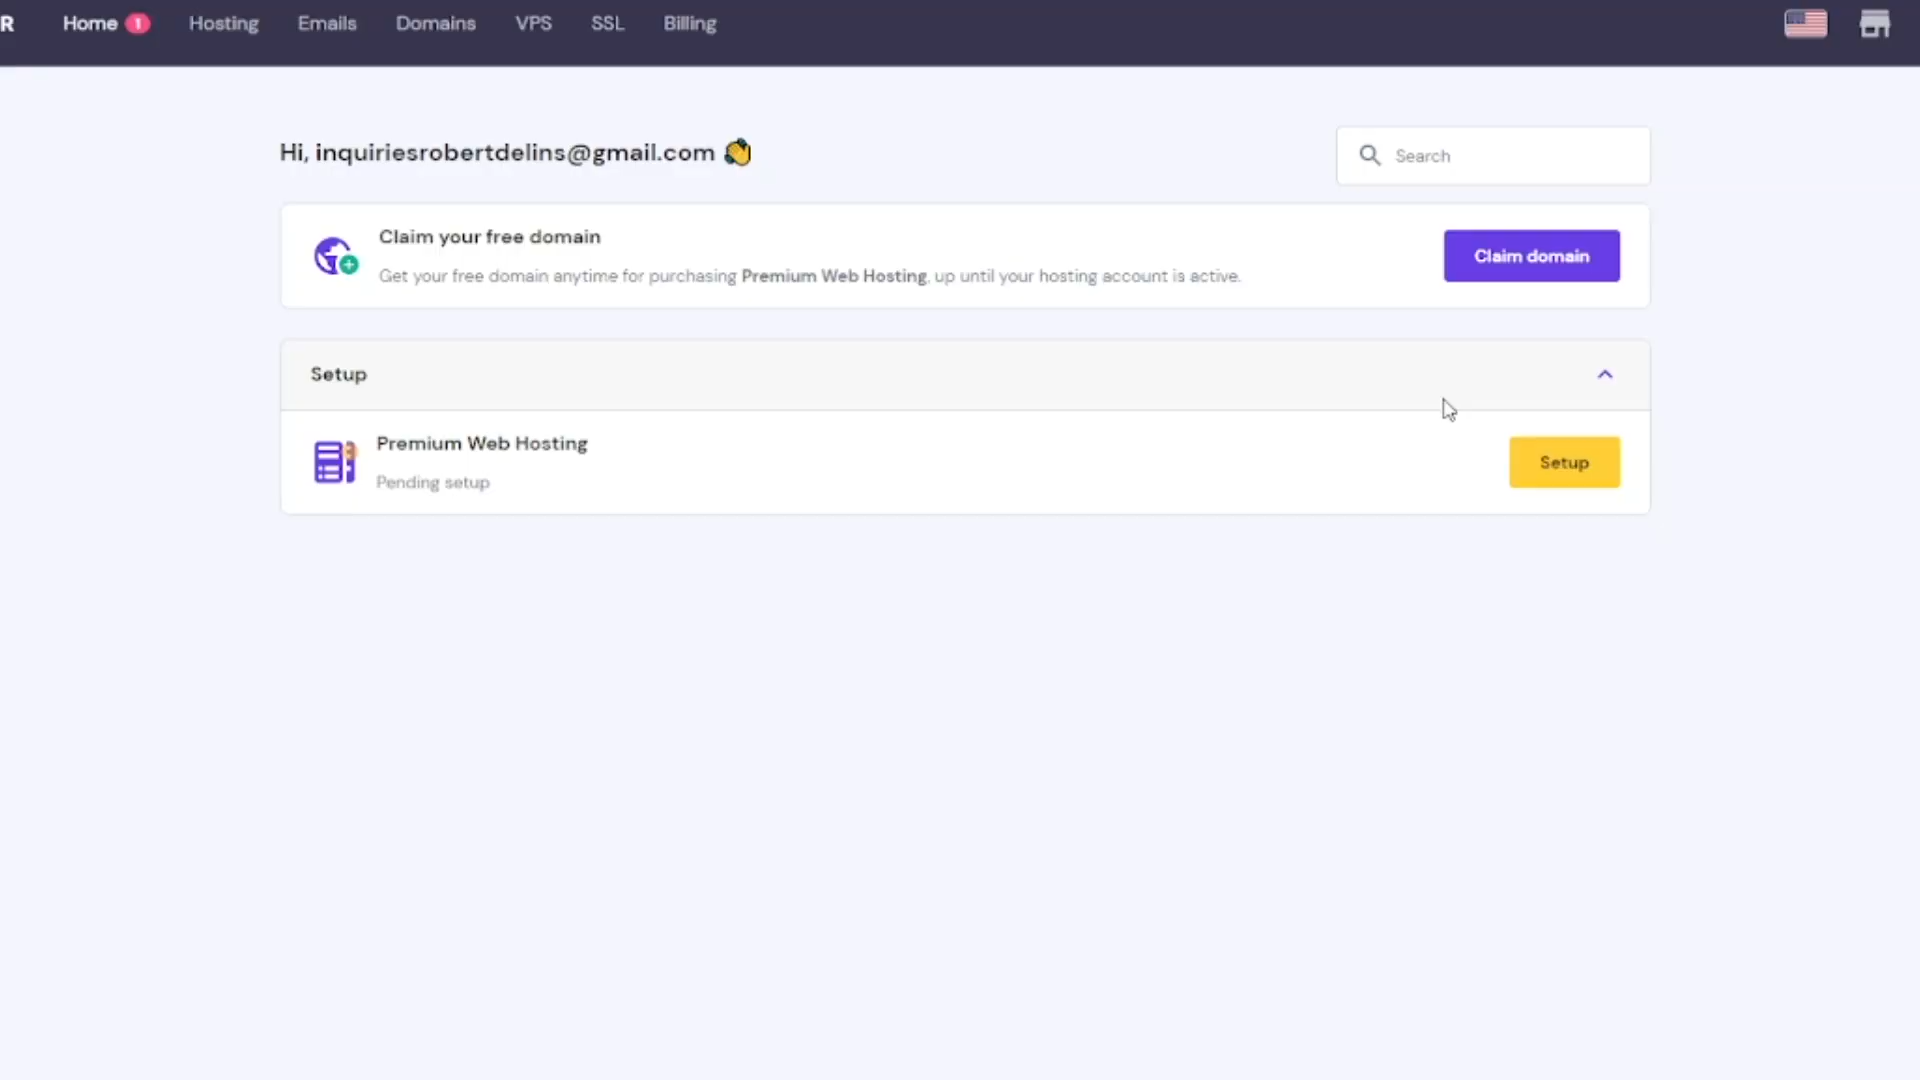 R Home 1 Hosting Emails Domains VPS SSL Billing
Hi, inquiriesrobertdelins@gmail.com 👋
Search
Claim your free domain
Get your free domain anytime for purchasing Premium Web Hosting, up until your hosting account is active.
Claim domain
Setup
Premium Web Hosting
Pending setup
Setup